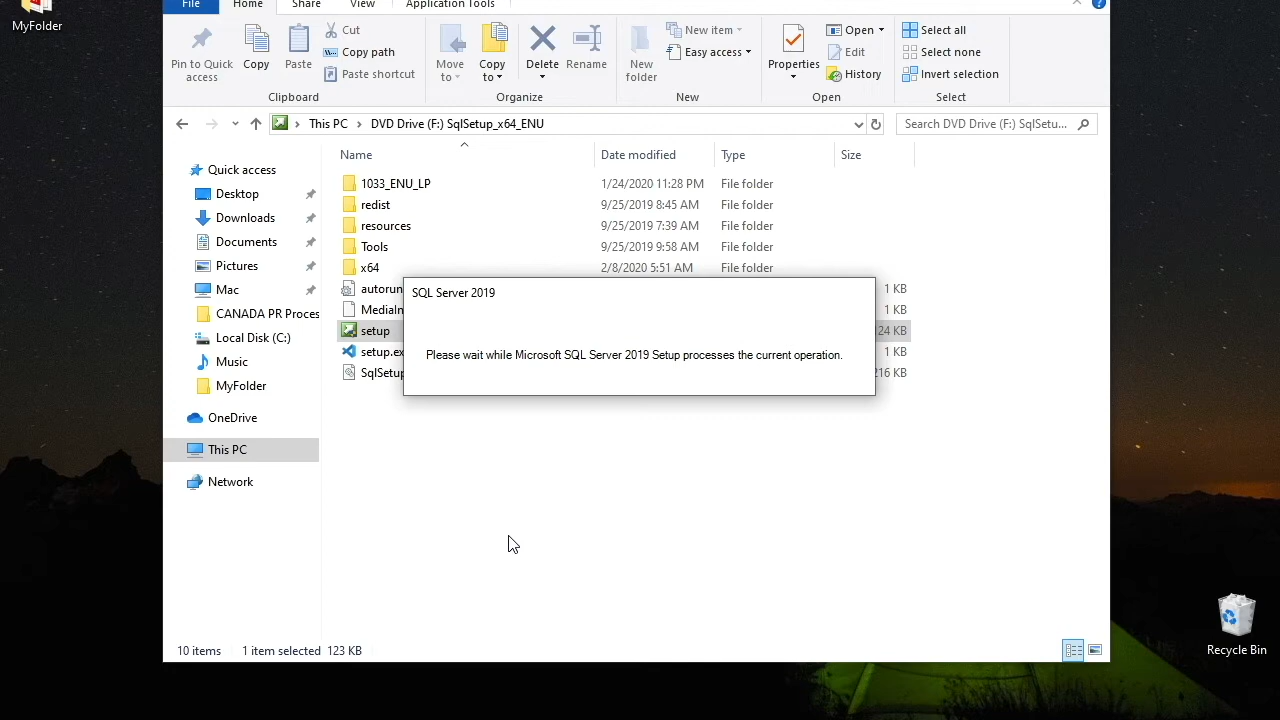 MyFolder
File Home Share View Application Tools
Pin to Quick access
Copy
Paste
Cut
Copy path
Paste shortcut
Clipboard
Move to
Copy to
Delete
Rename
Organize
New folder
New item
Easy access
New
Properties
Open
Edit
History
Open
Select all
Select none
Invert selection
Select
This PC > DVD Drive (F:) SqlSetup_x64_ENU
Search DVD Drive (F:) SqlSetu...
Name Date modified Type Size
Quick access
Desktop
Downloads
Documents
Pictures
Mac
CANADA PR Proces
Local Disk (C:)
Music
MyFolder
OneDrive
This PC
Network
1033_ENU_LP 1/24/2020 11:28 PM File folder
redist 9/25/2019 8:45 AM File folder
resources 9/25/2019 7:39 AM File folder
Tools 9/25/2019 9:58 AM File folder
x64 2/8/2020 5:51 AM File folder
autorun 1 KB
MediaIn 1 KB
setup 24 KB
setup.ex 1 KB
SqlSetup 216 KB
SQL Server 2019
Please wait while Microsoft SQL Server 2019 Setup processes the current operation.
10 items 1 item selected 123 KB
Recycle Bin